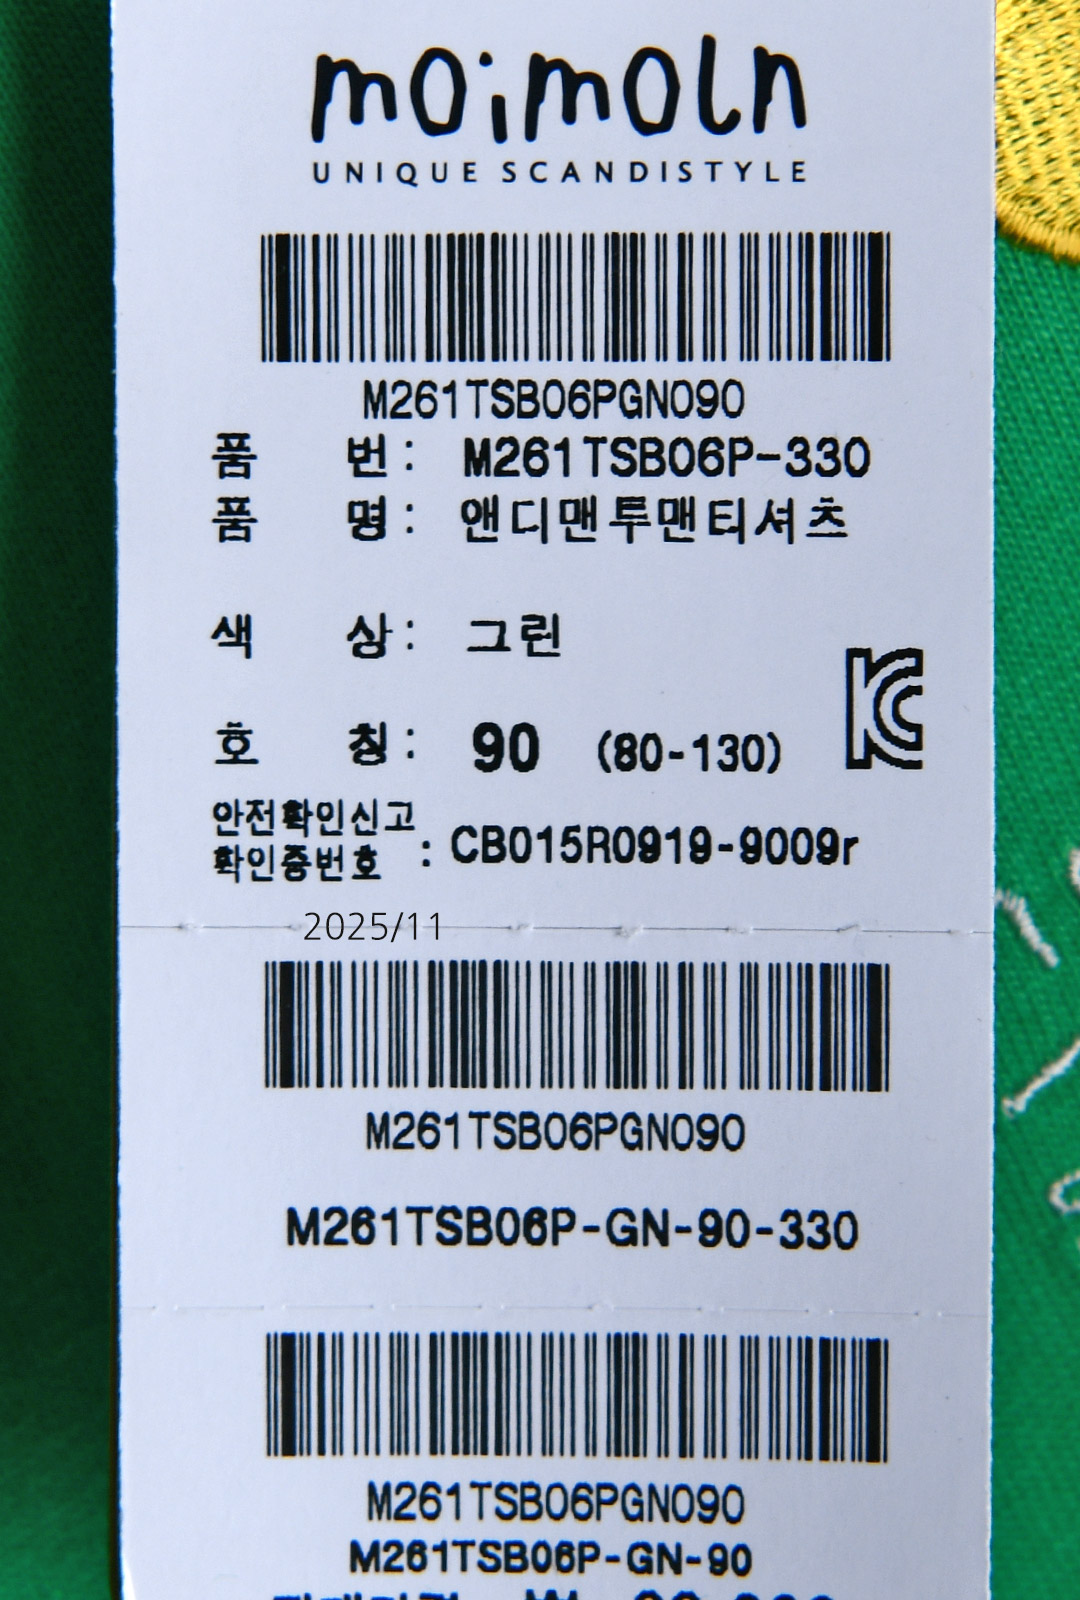 moimoln
UNIQUE SCANDISTYLE
M261TSB06PGN090
품 번 : M261TSB06P-330
품 명 : 앤디맨투맨티셔츠
색 상 : 그린
호 칭 : 90 (80-130)
안전확인신고
확인증번호 : CB015R0919-9009r
2025/11
M261TSB06PGN090
M261TSB06P-GN-90-330
M261TSB06PGN090
M261TSB06P-GN-90